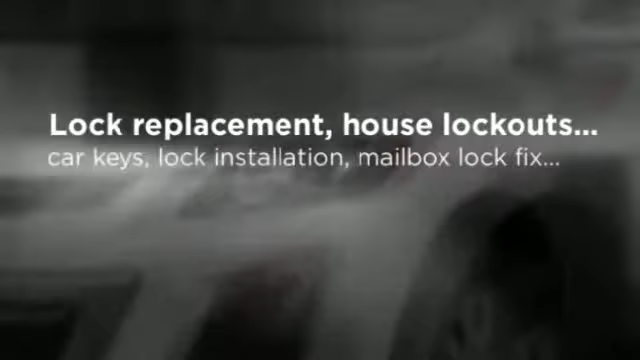 Lock replacement, house lockouts...
car keys, lock installation, mailbox lock fix...